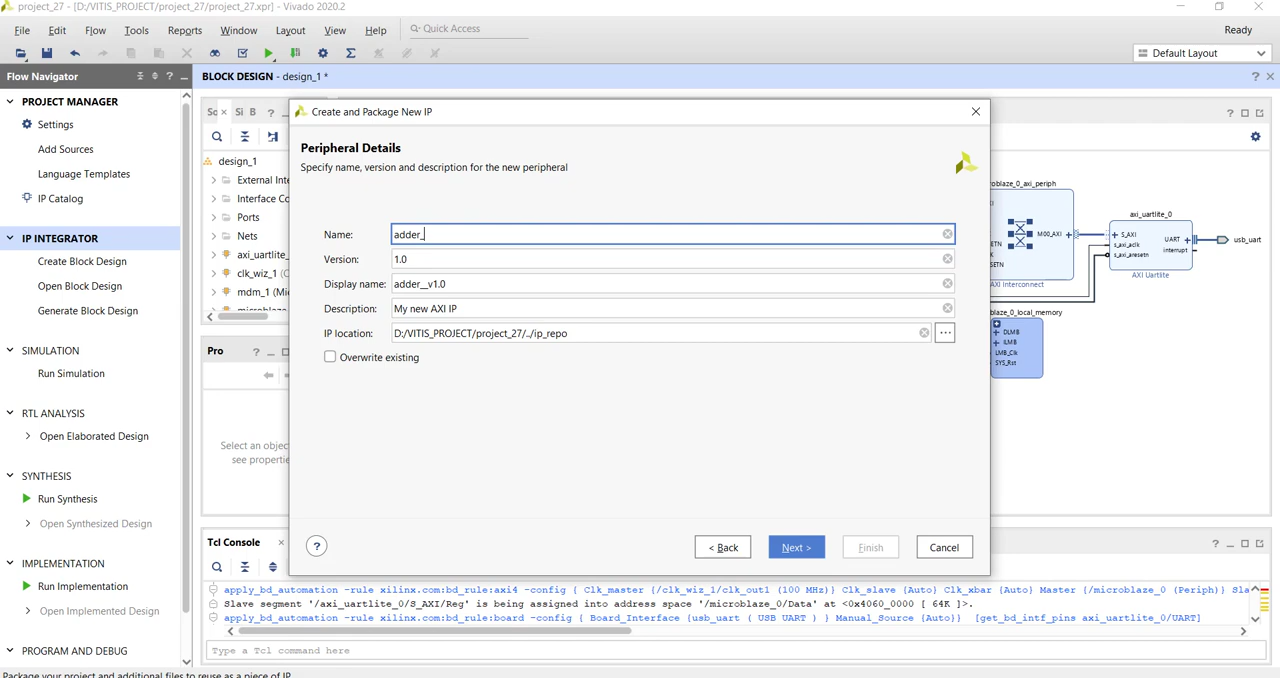 project_27 - [D:/VITIS_PROJECT/project_27/project_27.xpr] - Vivado 2020.2
File Edit Flow Tools Reports Window Layout View Help Quick Access Ready
Default Layout
Flow Navigator
BLOCK DESIGN - design_1 *
PROJECT MANAGER
Settings
Add Sources
Language Templates
IP Catalog
IP INTEGRATOR
Create Block Design
Open Block Design
Generate Block Design
SIMULATION
Run Simulation
RTL ANALYSIS
Open Elaborated Design
SYNTHESIS
Run Synthesis
Open Synthesized Design
IMPLEMENTATION
Run Implementation
Open Implemented Design
PROGRAM AND DEBUG
So Si B
design_1
External Inte
Interface Co
Ports
Nets
axi_uartlite_
clk_wiz_1 (C
mdm_1 (Mi
Pro
Select an objec
see propertie
Create and Package New IP
Peripheral Details
Specify name, version and description for the new peripheral
Name: adder_
Version: 1.0
Display name: adder__v1.0
Description: My new AXI IP
IP location: D:/VITIS_PROJECT/project_27/../ip_repo
Overwrite existing
< Back Next > Finish Cancel
oblaze_0_axi_periph
M00_AXI
SETN
AXI Interconnect
axi_uartlite_0
S_AXI
s_axi_aclk
s_axi_aresetn
UART
interrupt
AXI Uartlite
usb_uart
blaze_0_local_memory
DLMB
ILMB
LMB_Clk
SYS_Rst
Tcl Console
apply_bd_automation -rule xilinx.com:bd_rule:axi4 -config { Clk_master {/clk_wiz_1/clk_out1 (100 MHz)} Clk_slave {Auto} Clk_xbar {Auto} Master {/microblaze_0 (Periph)} Sla
Slave segment '/axi_uartlite_0/S_AXI/Reg' is being assigned into address space '/microblaze_0/Data' at <0x4060_0000 [ 64K ]>.
apply_bd_automation -rule xilinx.com:bd_rule:board -config { Board_Interface {usb_uart ( USB UART ) } Manual_Source {Auto}} [get_bd_intf_pins axi_uartlite_0/UART]
Type a Tcl command here
Package your project and additional files to reuse as a piece of IP